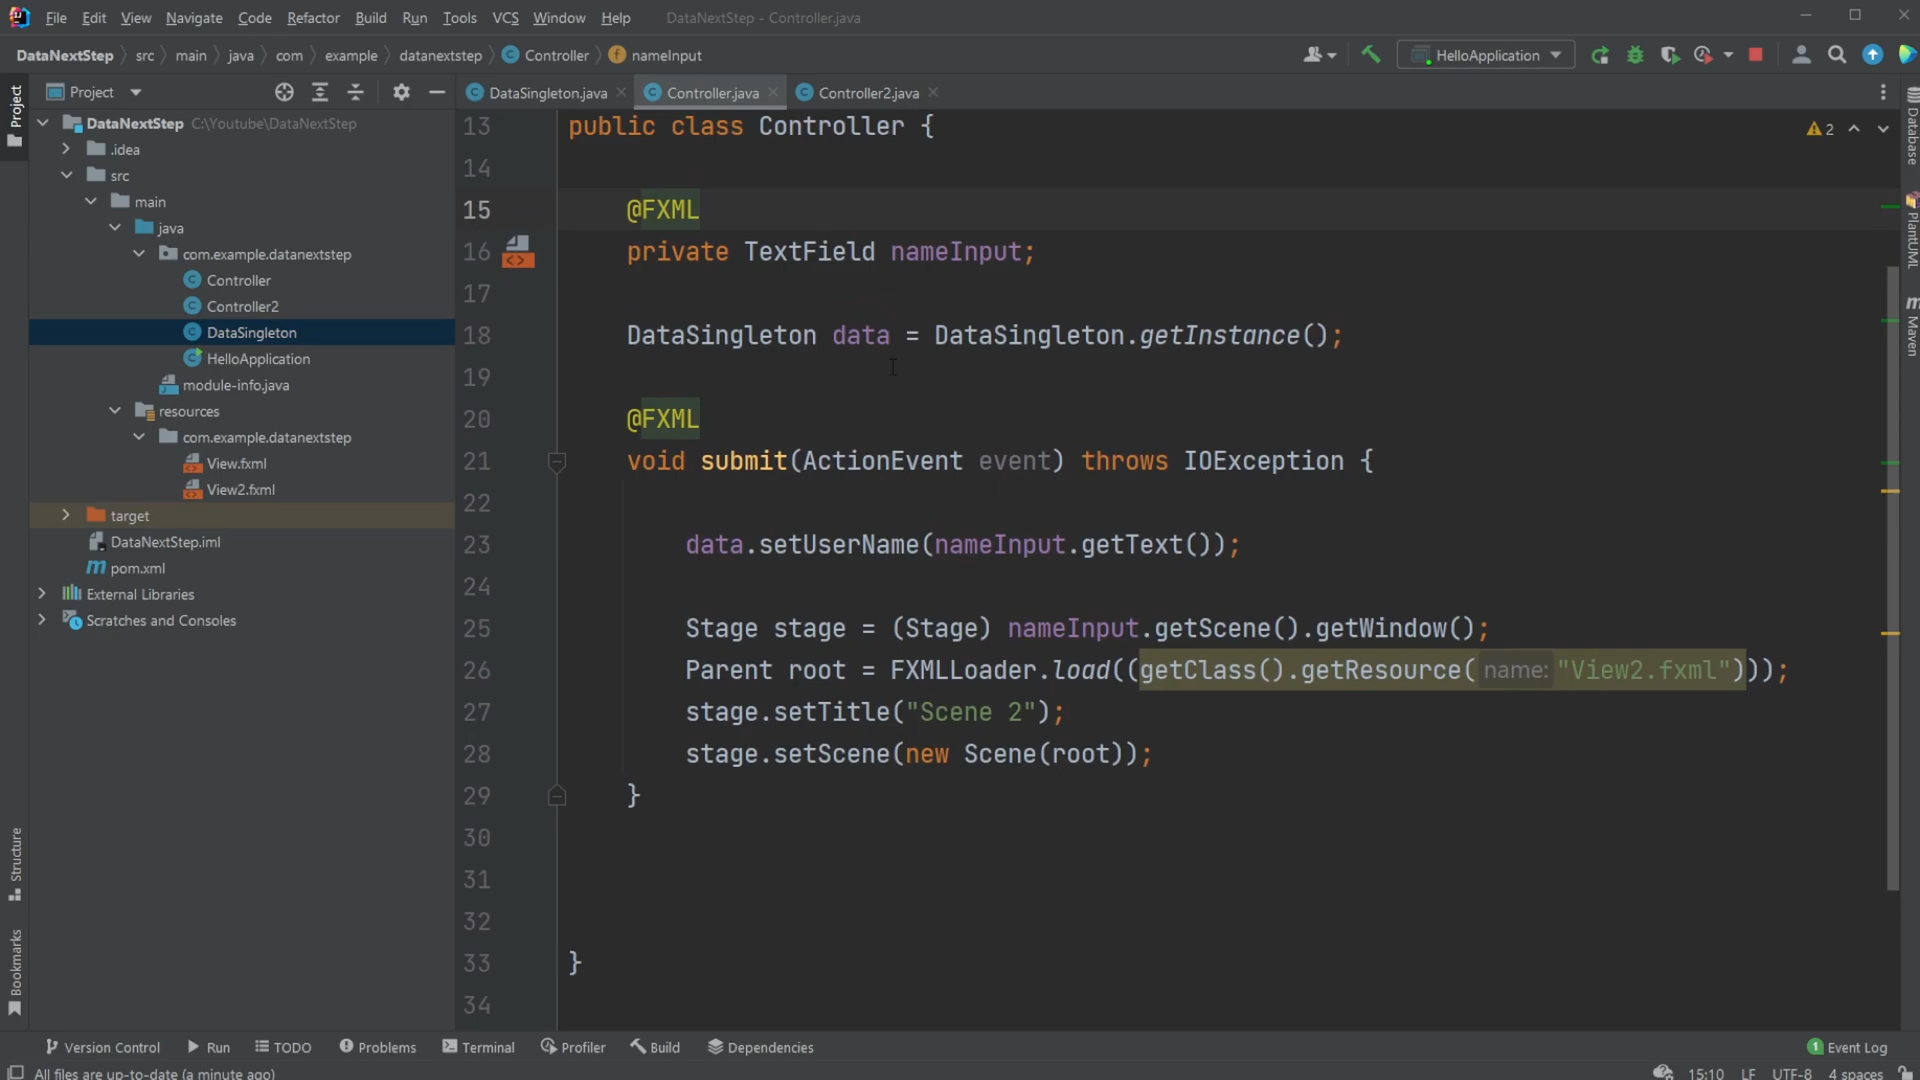 File Edit View Navigate Code Refactor Build Run Tools VCS Window Help DataNextStep - Controller.java
DataNextStep src main java com example datanextstep Controller nameInput HelloApplication
Project
DataSingleton.java Controller.java Controller2.java
Project
DataNextStep C:\Youtube\DataNextStep
.idea
src
main
java
com.example.datanextstep
Controller
Controller2
DataSingleton
HelloApplication
module-info.java
resources
com.example.datanextstep
View.fxml
View2.fxml
target
DataNextStep.iml
pom.xml
External Libraries
Scratches and Consoles
Structure
Bookmarks
13 public class Controller {
2
14
15 @FXML
16 private TextField nameInput;
17
18 DataSingleton data = DataSingleton.getInstance();
19
20 @FXML
21 void submit(ActionEvent event) throws IOException {
22
23 data.setUserName(nameInput.getText());
24
25 Stage stage = (Stage) nameInput.getScene().getWindow();
26 Parent root = FXMLLoader.load((getClass().getResource( name: "View2.fxml")));
27 stage.setTitle("Scene 2");
28 stage.setScene(new Scene(root));
29 }
30
31
32
33 }
34
Database
PlantUML
Maven
Version Control Run TODO Problems Terminal Profiler Build Dependencies 1 Event Log
All files are up-to-date (a minute ago) 15:10 LF UTF-8 4 spaces